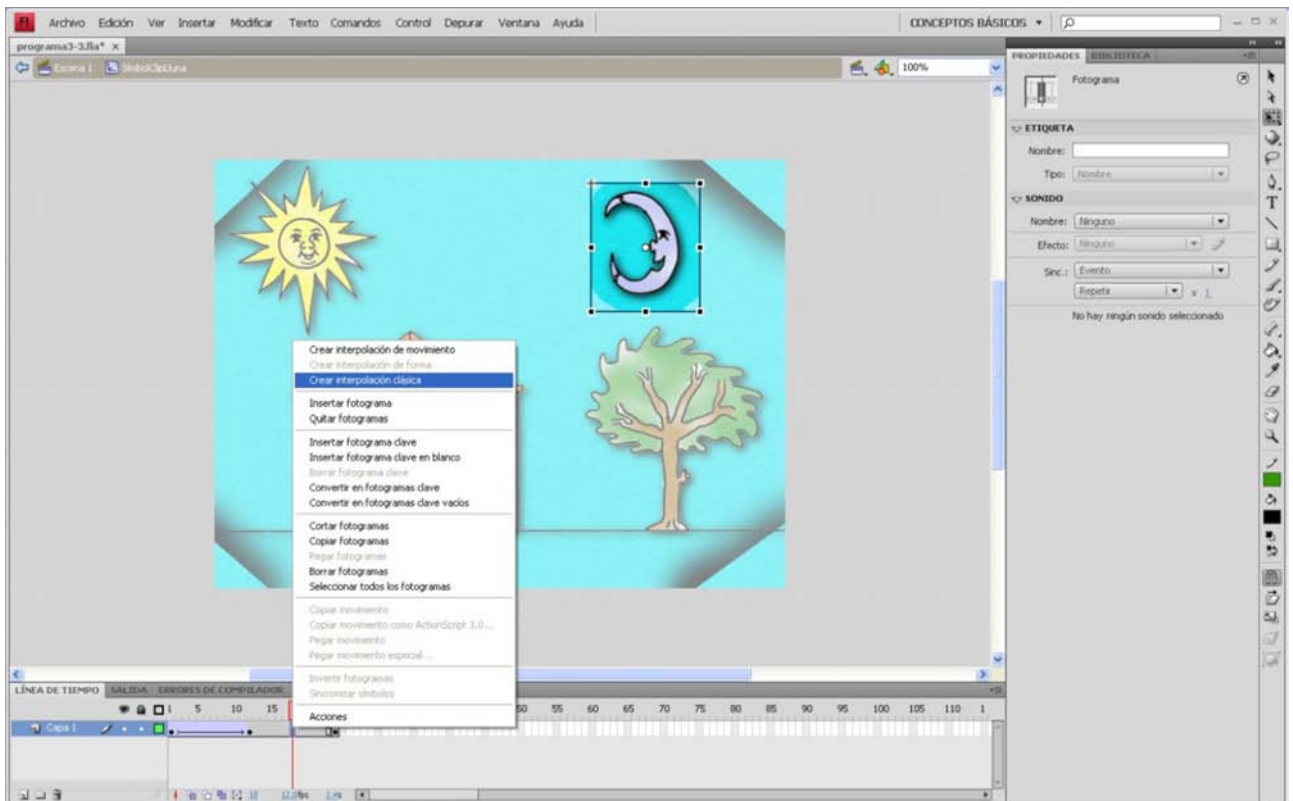 Fl Archivo Edición Ver Insertar Modificar Texto Comandos Control Depurar Ventana Ayuda CONCEPTOS BÁSICOS
programa3-3.fla* x
Escena 1
100%
PROPIEDADES BIBLIOTECA
Fotograma
ETIQUETA
Nombre:
Tipo: Nombre
SONIDO
Nombre: Ninguno
Efecto: Ninguno
Sinc.: Evento
Repetir x 1
No hay ningún sonido seleccionado
Crear interpolación de movimiento
Crear interpolación de forma
Crear interpolación clásica
Insertar fotograma
Quitar fotogramas
Insertar fotograma clave
Insertar fotograma clave en blanco
Borrar fotograma clave
Convertir en fotogramas clave
Convertir en fotogramas clave vacíos
Cortar fotogramas
Copiar fotogramas
Pegar fotogramas
Borrar fotogramas
Seleccionar todos los fotogramas
Copiar movimiento
Copiar movimiento como ActionScript 3.0...
Pegar movimiento
Pegar movimiento especial...
Invertir fotogramas
Sincronizar símbolos
Acciones
LÍNEA DE TIEMPO SALIDA ERRORES DE COMPILADOR
1 5 10 15 50 55 60 65 70 75 80 85 90 95 100 105 110 1
Capa 1
18 12.0fps 1.4s